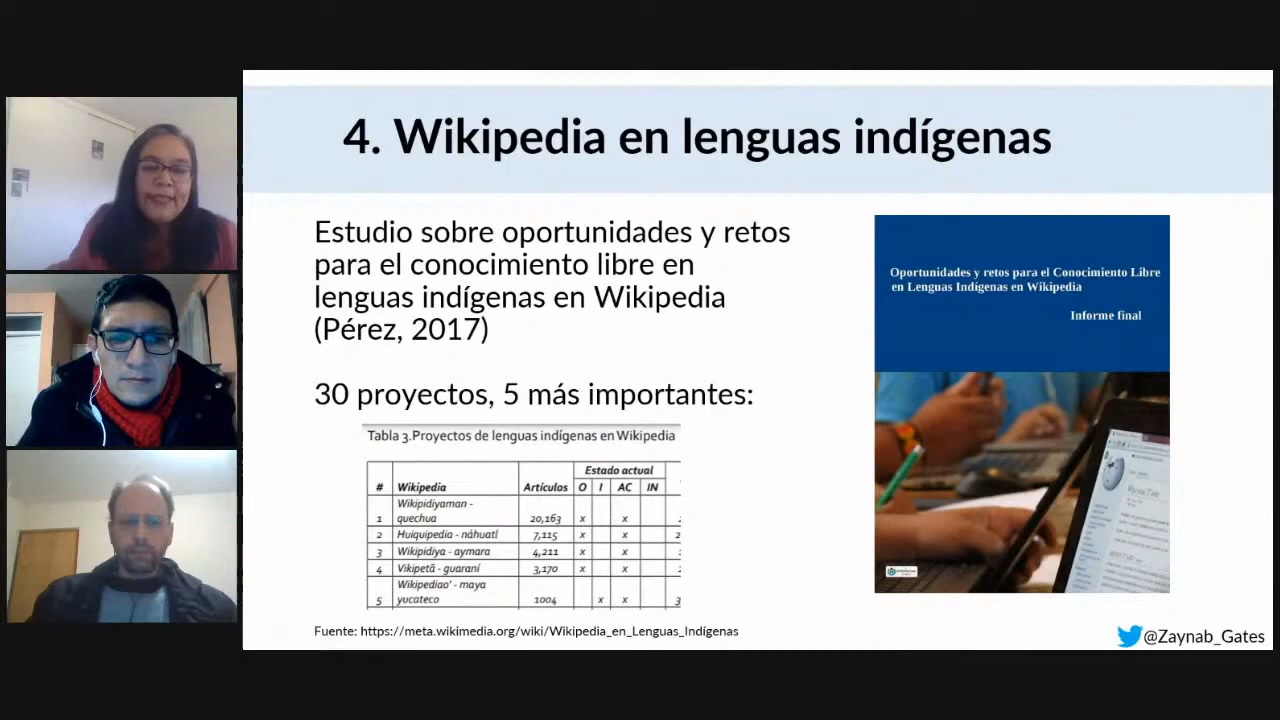 4. Wikipedia en lenguas indígenas
Estudio sobre oportunidades y retos
para el conocimiento libre en
lenguas indígenas en Wikipedia
(Pérez, 2017)
30 proyectos, 5 más importantes:
Tabla 3.Proyectos de lenguas indígenas en Wikipedia
Estado actual
# Wikipedia Artículos O I AC IN
Wikipidiyaman -
1 quechua 20,163 x x
2 Huiquipedia - náhuatl 7,115 x x 2
3 Wikipidiya - aymara 4,211 x x
4 Vikipetã - guaraní 3,170 x x 2
Wikipediao' - maya
5 yucateco 1004 x x 3
Fuente: https://meta.wikimedia.org/wiki/Wikipedia_en_Lenguas_Indígenas
Oportunidades y retos para el Conocimiento Libre
en Lenguas Indígenas en Wikipedia
Informe final
@Zaynab_Gates